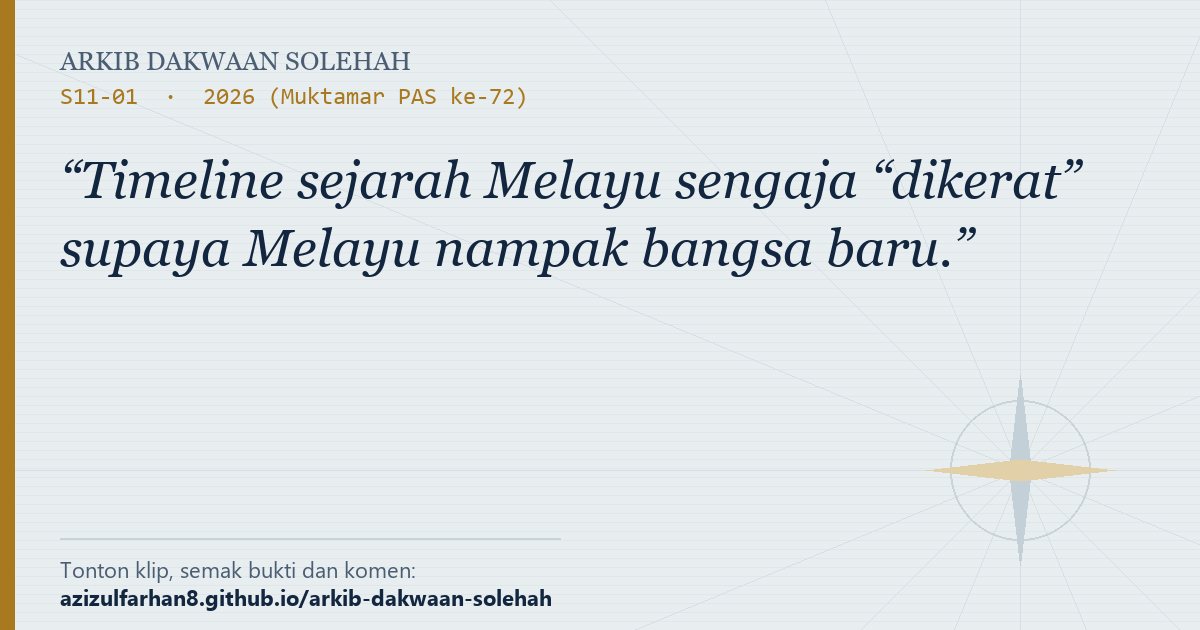 ARKIB DAKWAAN SOLEHAH
S11-01 · 2026 (Muktamar PAS ke-72)
“Timeline sejarah Melayu sengaja “dikerat”
supaya Melayu nampak bangsa baru.”
Tonton klip, semak bukti dan komen:
azizulfarhan8.github.io/arkib-dakwaan-solehah